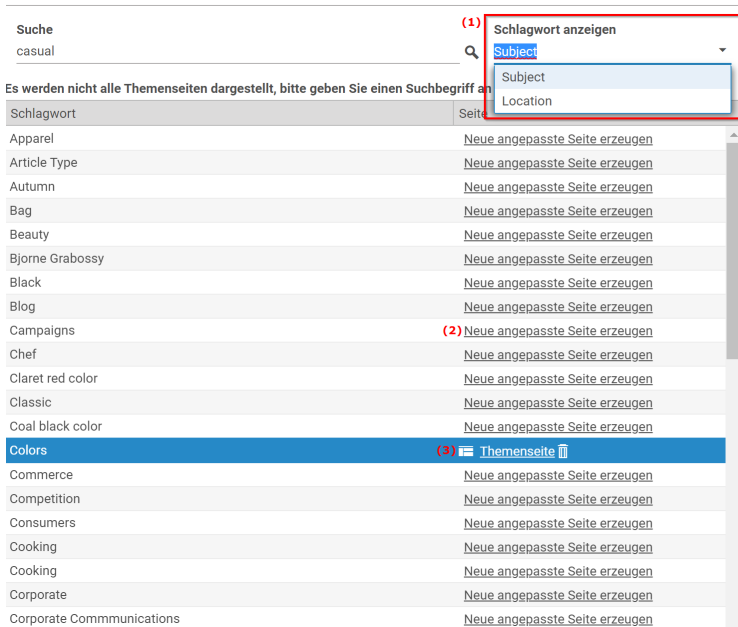 (1)
Suche
Schlagwort anzeigen
casual
Subject
Subject
Location
Es werden nicht alle Themenseiten dargestellt, bitte geben Sie einen Suchbegriff an
Schlagwort Seite
Apparel Neue angepasste Seite erzeugen
Article Type Neue angepasste Seite erzeugen
Autumn Neue angepasste Seite erzeugen
Bag Neue angepasste Seite erzeugen
Beauty Neue angepasste Seite erzeugen
Bjorne Grabossy Neue angepasste Seite erzeugen
Black Neue angepasste Seite erzeugen
Blog Neue angepasste Seite erzeugen
Campaigns (2) Neue angepasste Seite erzeugen
Chef Neue angepasste Seite erzeugen
Claret red color Neue angepasste Seite erzeugen
Classic Neue angepasste Seite erzeugen
Coal black color Neue angepasste Seite erzeugen
Colors (3) Themenseite
Commerce Neue angepasste Seite erzeugen
Competition Neue angepasste Seite erzeugen
Consumers Neue angepasste Seite erzeugen
Cooking Neue angepasste Seite erzeugen
Cooking Neue angepasste Seite erzeugen
Corporate Neue angepasste Seite erzeugen
Corporate Commmunications Neue angepasste Seite erzeugen